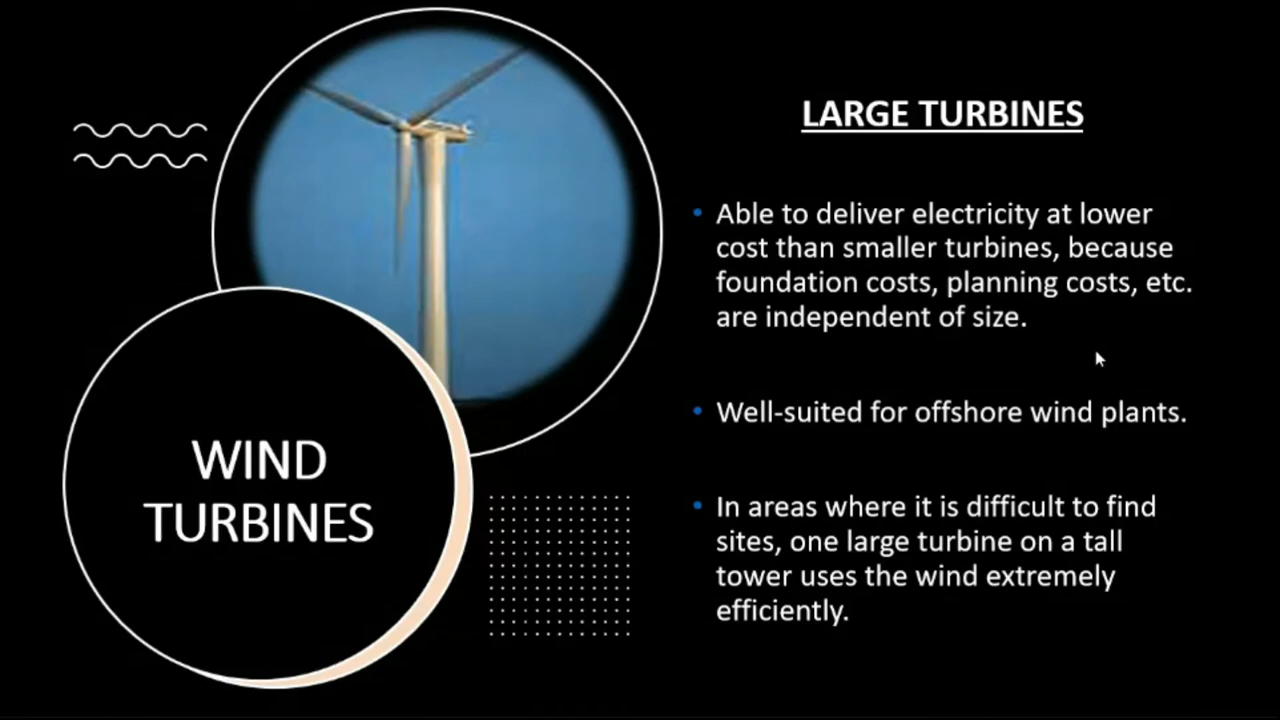 WIND
TURBINES
LARGE TURBINES
• Able to deliver electricity at lower
cost than smaller turbines, because
foundation costs, planning costs, etc.
are independent of size.
• Well-suited for offshore wind plants.
• In areas where it is difficult to find
sites, one large turbine on a tall
tower uses the wind extremely
efficiently.